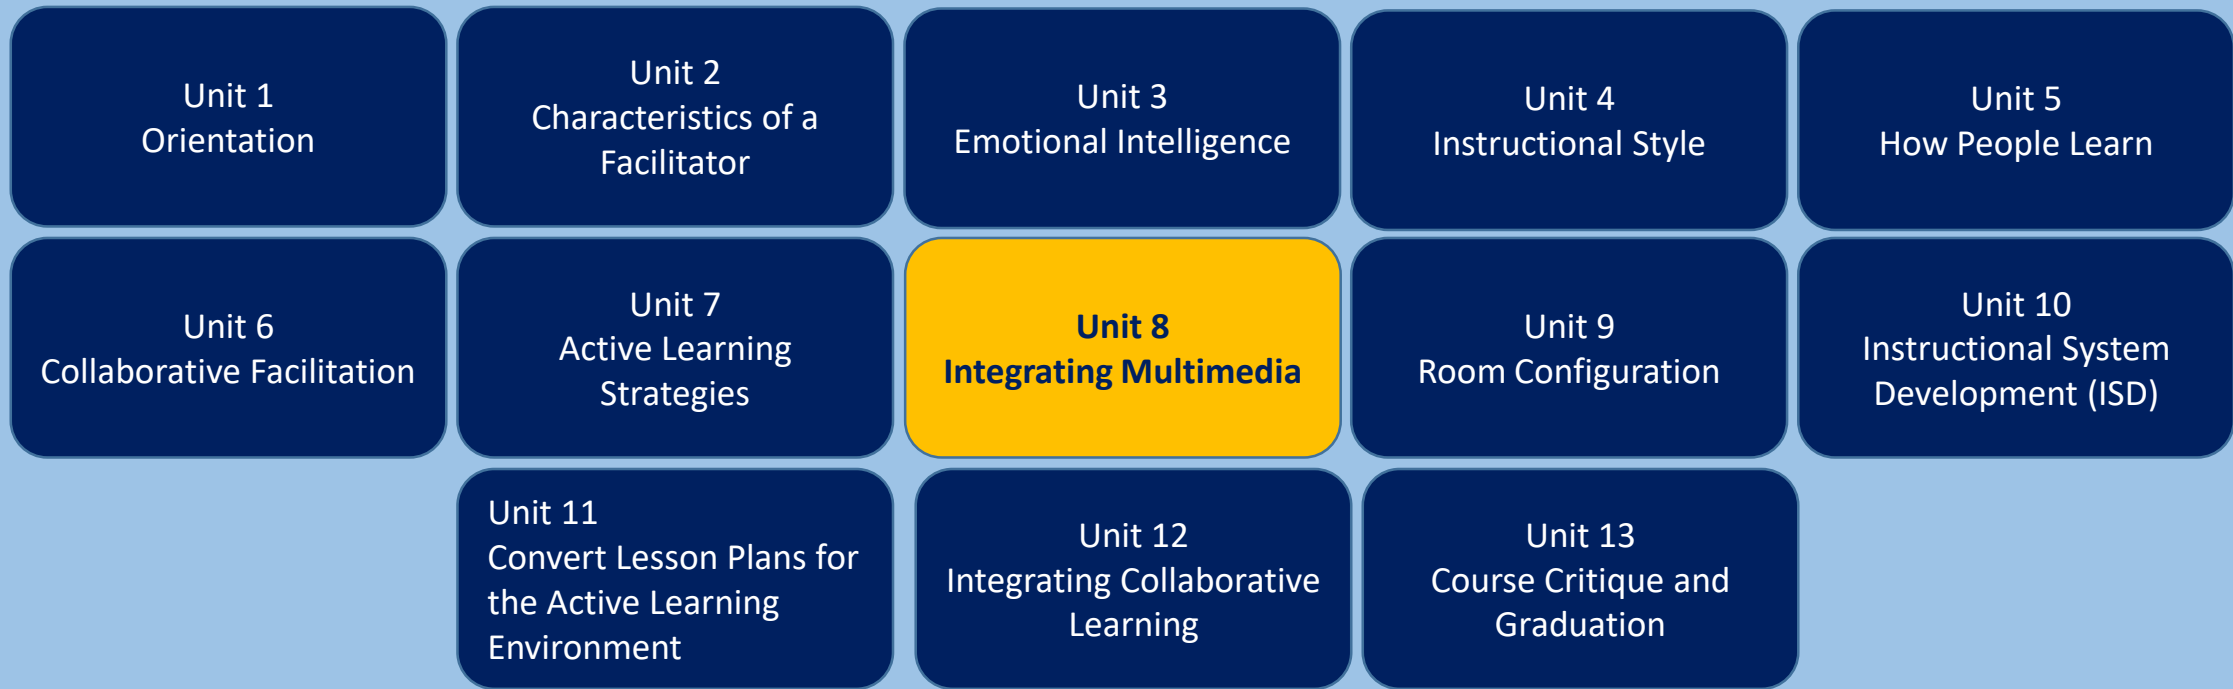 Unit 1
Orientation
Unit 2
Characteristics of a
Facilitator
Unit 3
Emotional Intelligence
Unit 4
Instructional Style
Unit 5
How People Learn
Unit 6
Collaborative Facilitation
Unit 7
Active Learning
Strategies
Unit 8
Integrating Multimedia
Unit 9
Room Configuration
Unit 10
Instructional System
Development (ISD)
Unit 11
Convert Lesson Plans for
the Active Learning
Environment
Unit 12
Integrating Collaborative
Learning
Unit 13
Course Critique and
Graduation